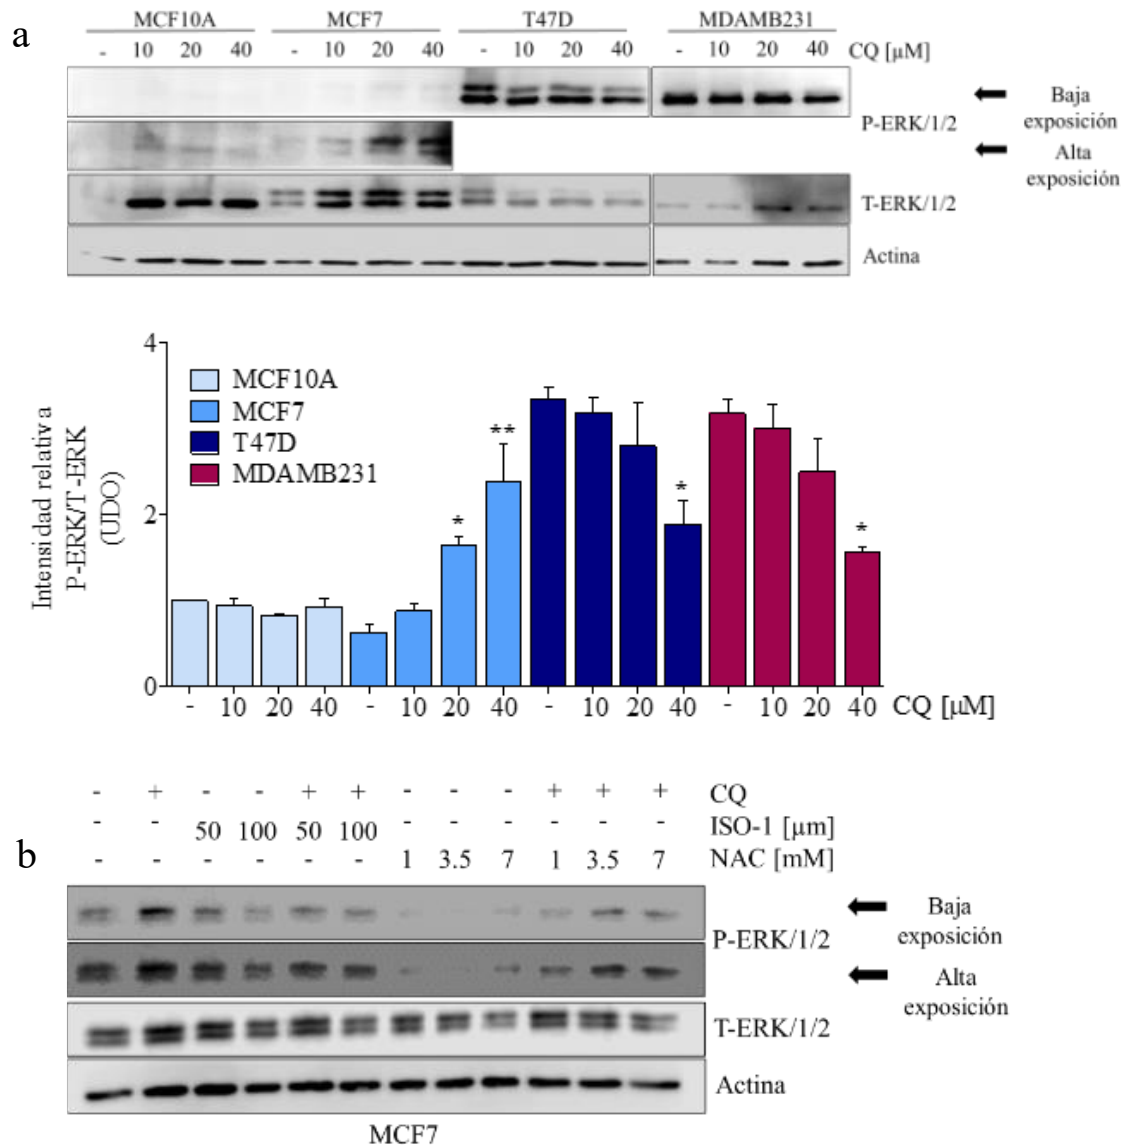 a
MCF10A MCF7 T47D MDAMB231
- 10 20 40 - 10 20 40 - 10 20 40 - 10 20 40 CQ [µM]
P-ERK/1/2
Baja
exposición
Alta
exposición
T-ERK/1/2
Actina
Intensidad relativa
P-ERK/T-ERK
(UDO)
4
2
0
MCF10A
MCF7
T47D
MDAMB231
* ** * *
- 10 20 40 - 10 20 40 - 10 20 40 - 10 20 40 CQ [µM]
b
- + - - + + - - - + + + CQ
- - 50 100 50 100 - - - - - - ISO-1 [µm]
- - - - - - 1 3.5 7 1 3.5 7 NAC [mM]
P-ERK/1/2
Baja
exposición
Alta
exposición
T-ERK/1/2
Actina
MCF7